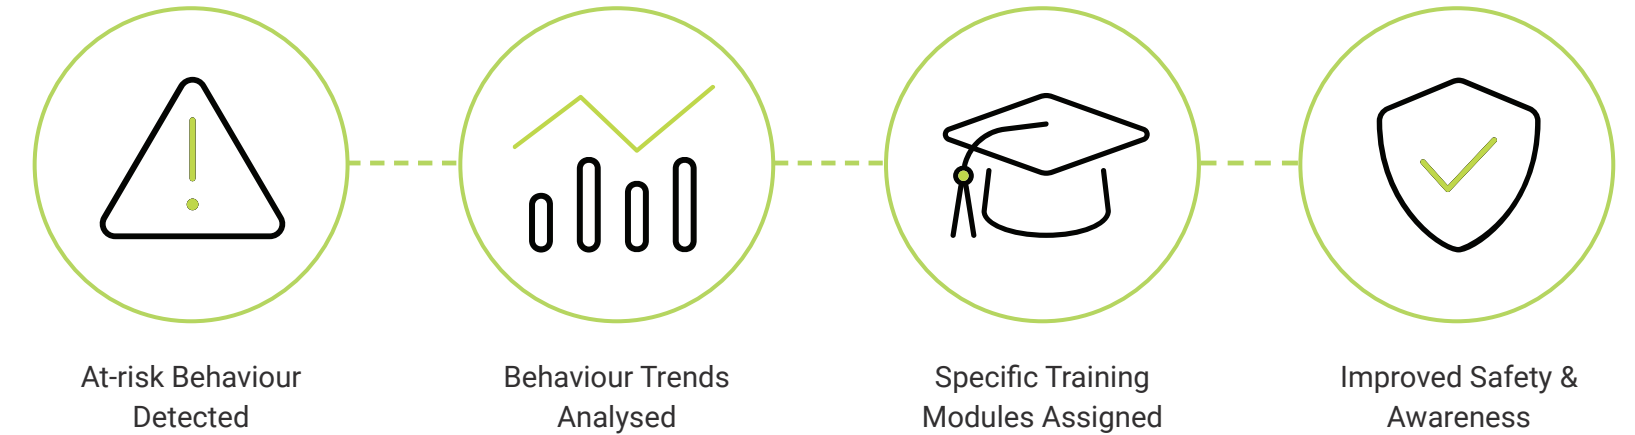 At-risk Behaviour
Detected
Behaviour Trends
Analysed
Specific Training
Modules Assigned
Improved Safety &
Awareness